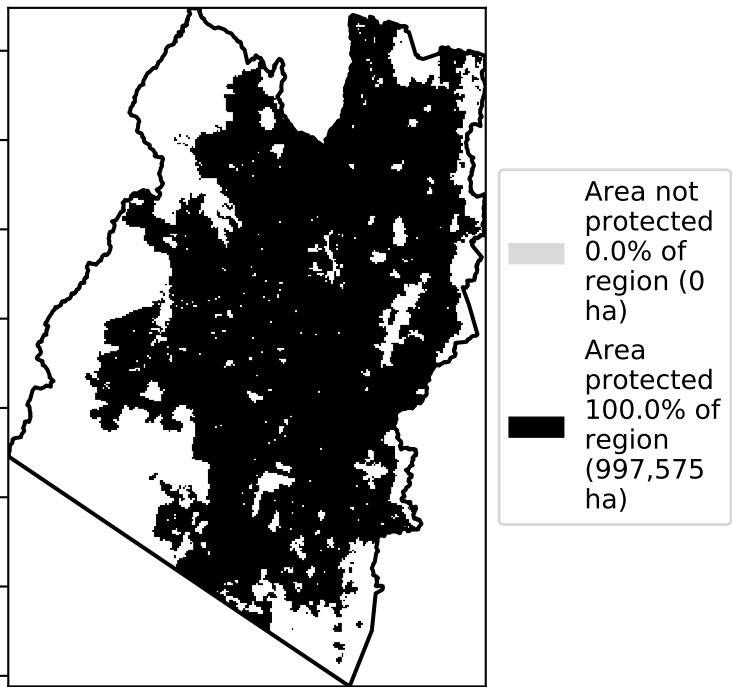 Area not
protected
0.0% of
region (0
ha)
Area
protected
100.0% of
region
(997,575
ha)